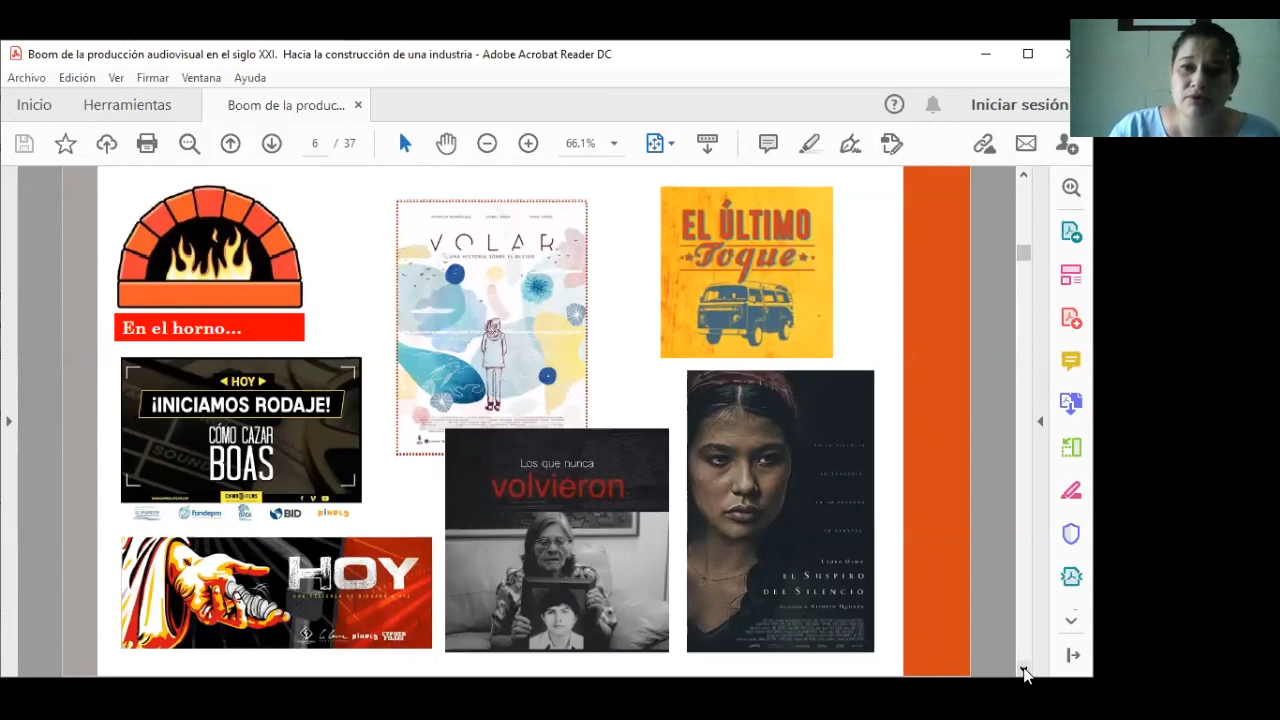 Boom de la producción audiovisual en el siglo XXI.  Hacia la construcción de una industria - Adobe Acrobat Reader DC
Archivo Edición Ver Firmar Ventana Ayuda
Inicio Herramientas Boom de la produc... Iniciar sesión
6 / 37 66.1%
En el horno...
VOLAR
UNA HISTORIA SOBRE EL OLVIDO
EL ÚLTIMO
Toque
HOY
¡INICIAMOS RODAJE!
CÓMO CAZAR
BOAS
fondepro BID PIXELS
Los que nunca
volvieron
HOY
EL SUSPIRO
DEL SILENCIO